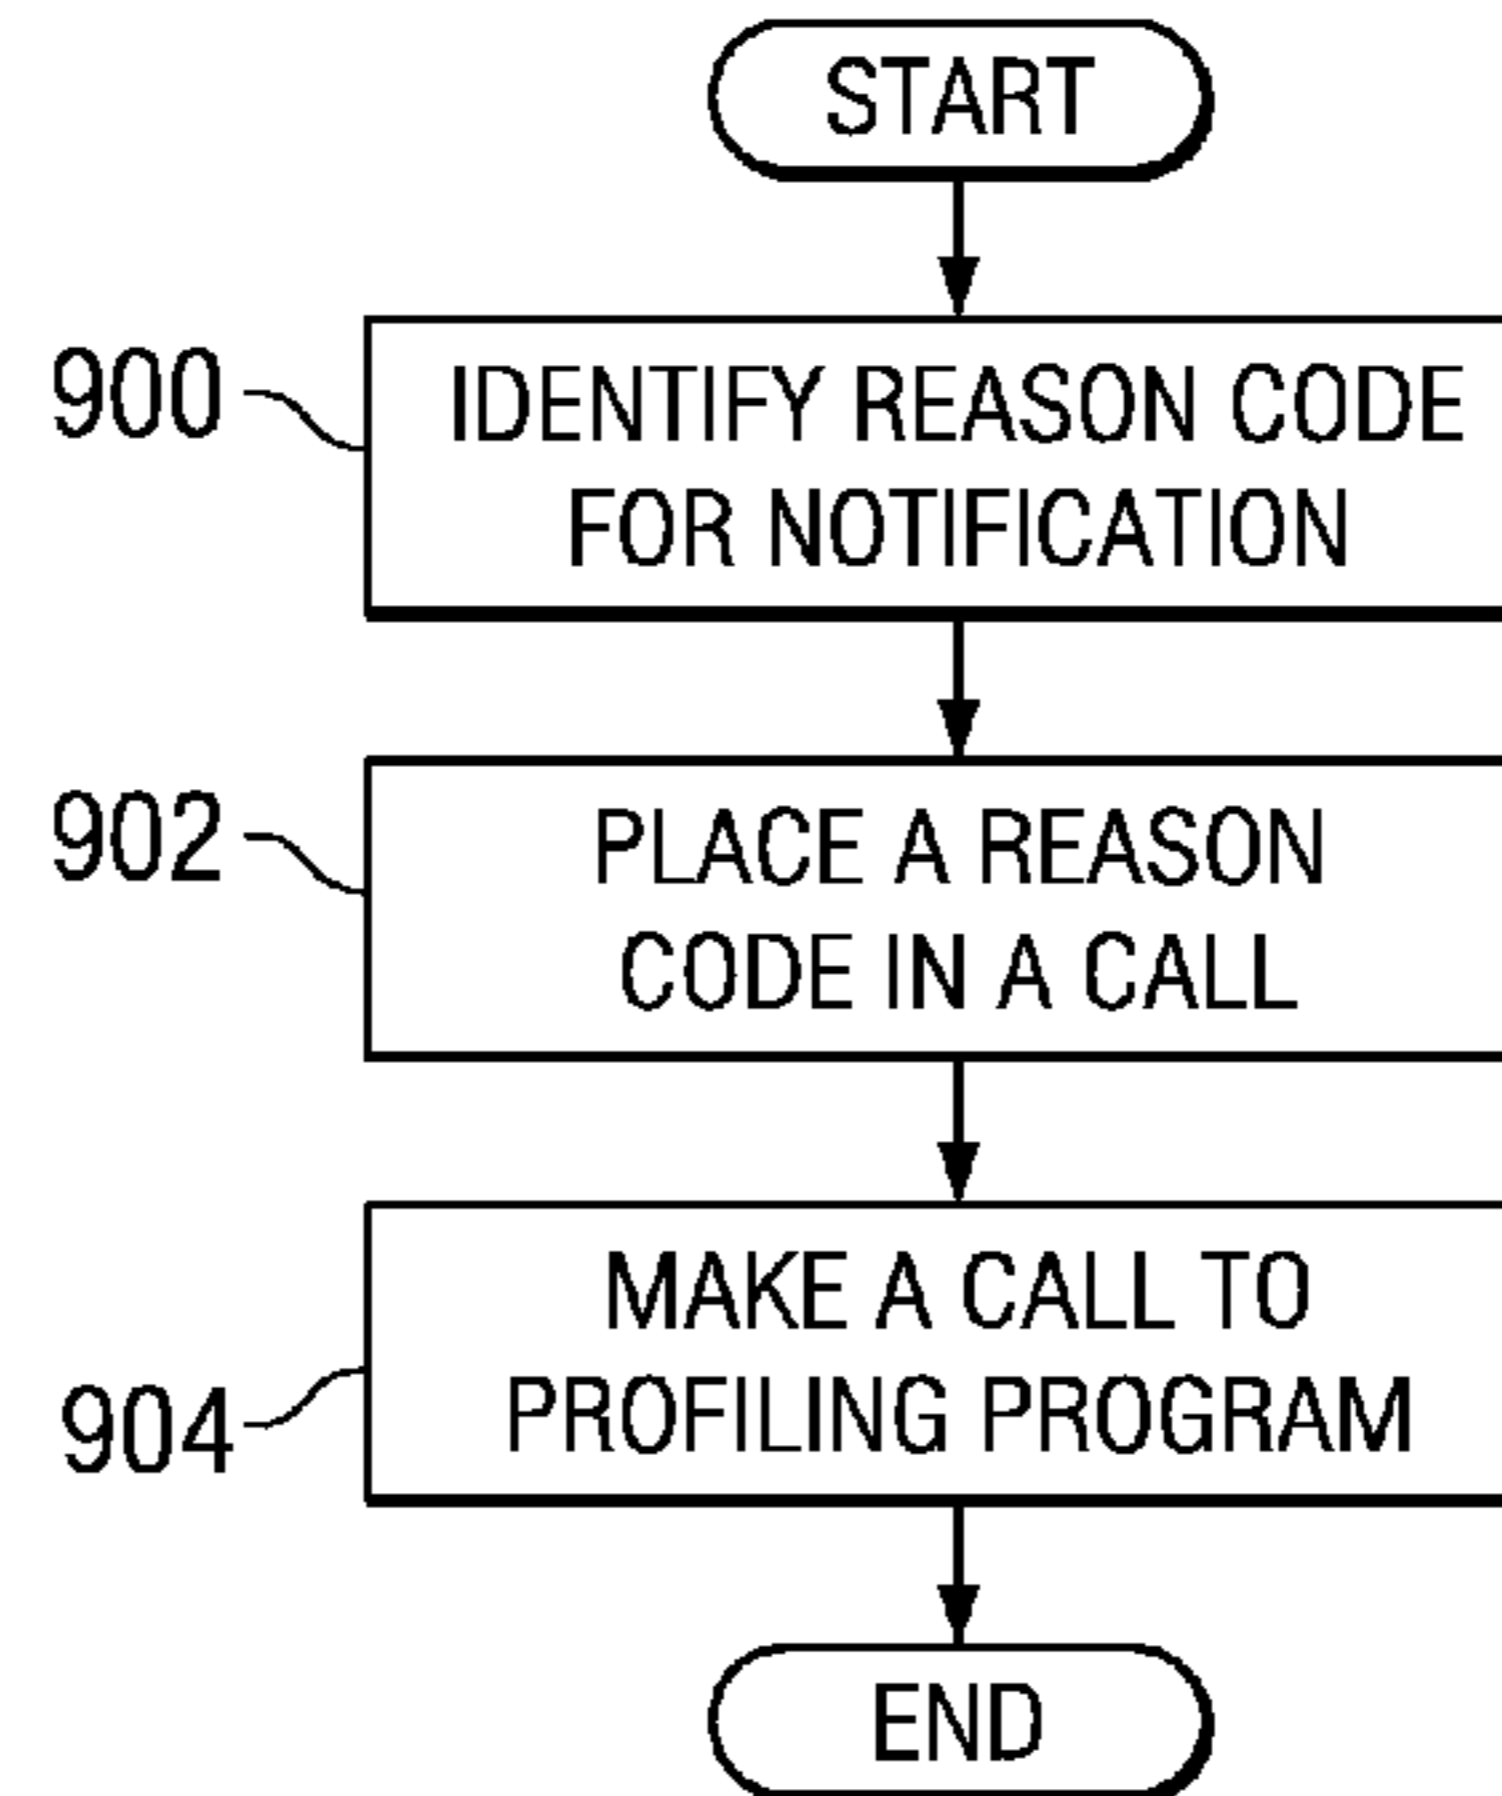 START
900
IDENTIFY REASON CODE
FOR NOTIFICATION
902
PLACE A REASON
CODE IN A CALL
904
MAKE A CALL TO
PROFILING PROGRAM
END